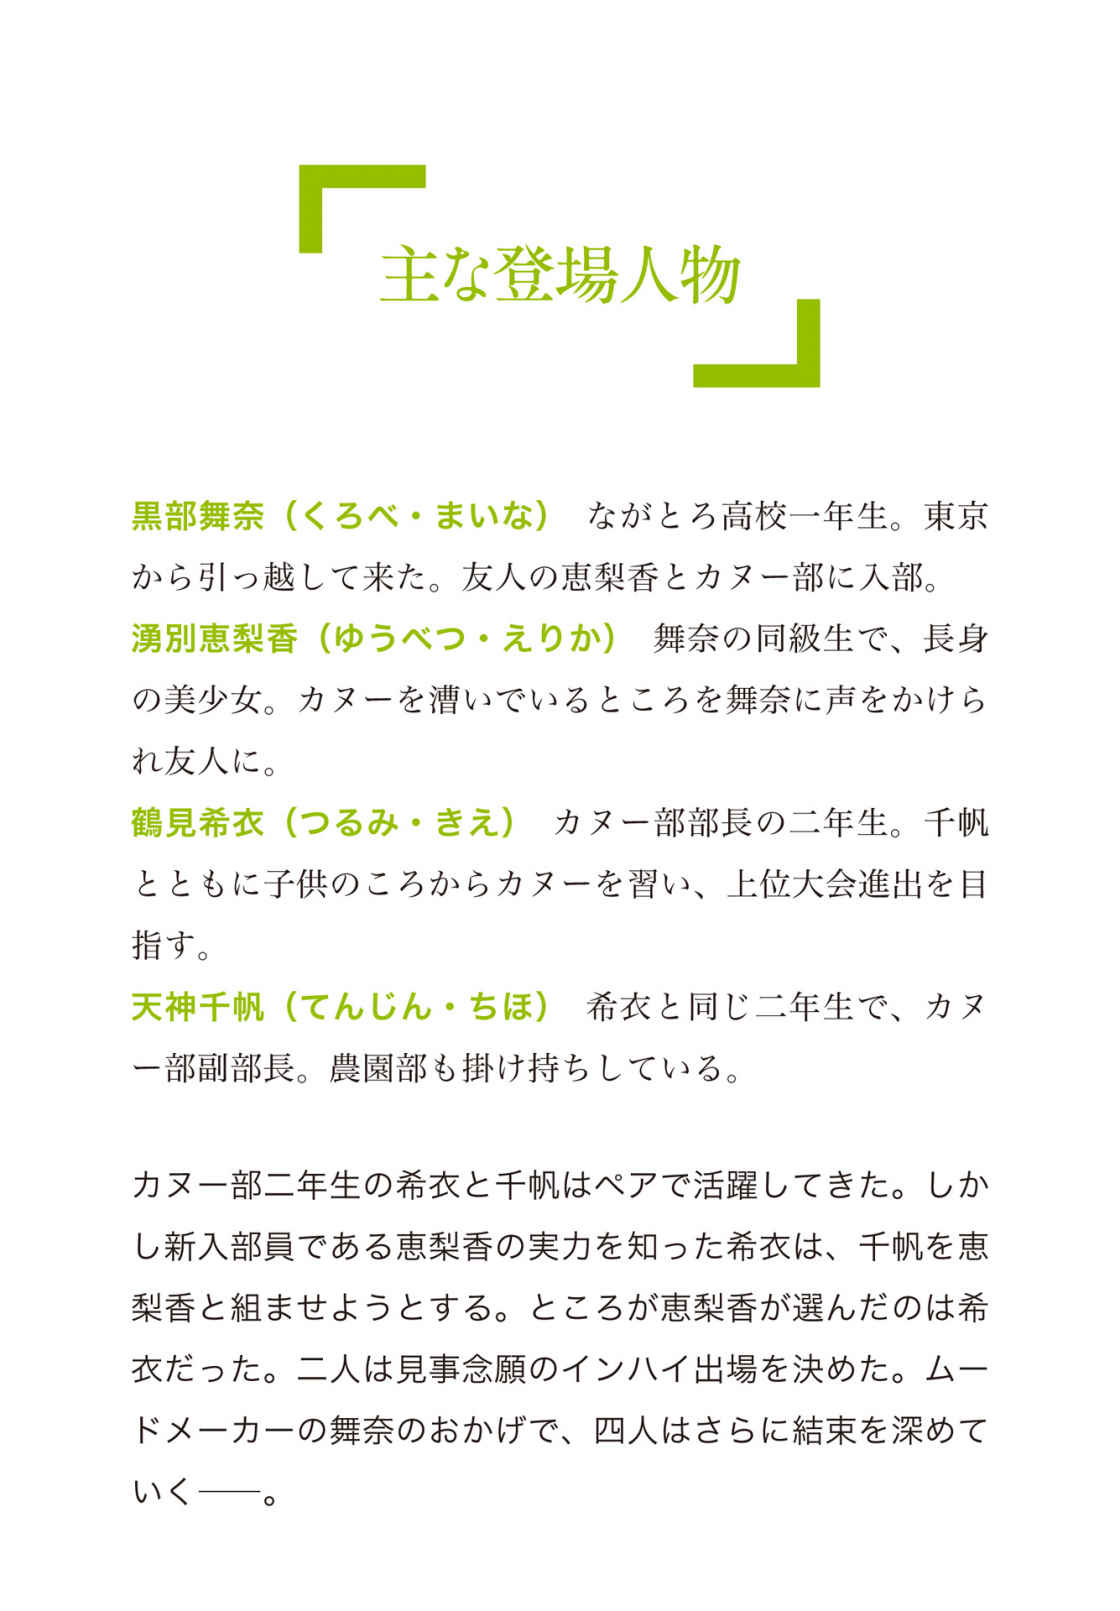 主な登場人物
黒部舞奈（くろべ・まいな）　ながとろ高校一年生。東京
から引っ越して来た。友人の恵梨香とカヌー部に入部。
湧別恵梨香（ゆうべつ・えりか）　舞奈の同級生で、長身
の美少女。カヌーを漕いでいるところを舞奈に声をかけら
れ友人に。
鶴見希衣（つるみ・きえ）　カヌー部部長の二年生。千帆
とともに子供のころからカヌーを習い、上位大会進出を目
指す。
天神千帆（てんじん・ちほ）　希衣と同じ二年生で、カヌ
ー部副部長。農園部も掛け持ちしている。
カヌー部二年生の希衣と千帆はペアで活躍してきた。しか
し新入部員である恵梨香の実力を知った希衣は、千帆を恵
梨香と組ませようとする。ところが恵梨香が選んだのは希
衣だった。二人は見事念願のインハイ出場を決めた。ムー
ドメーカーの舞奈のおかげで、四人はさらに結束を深めて
いく――。